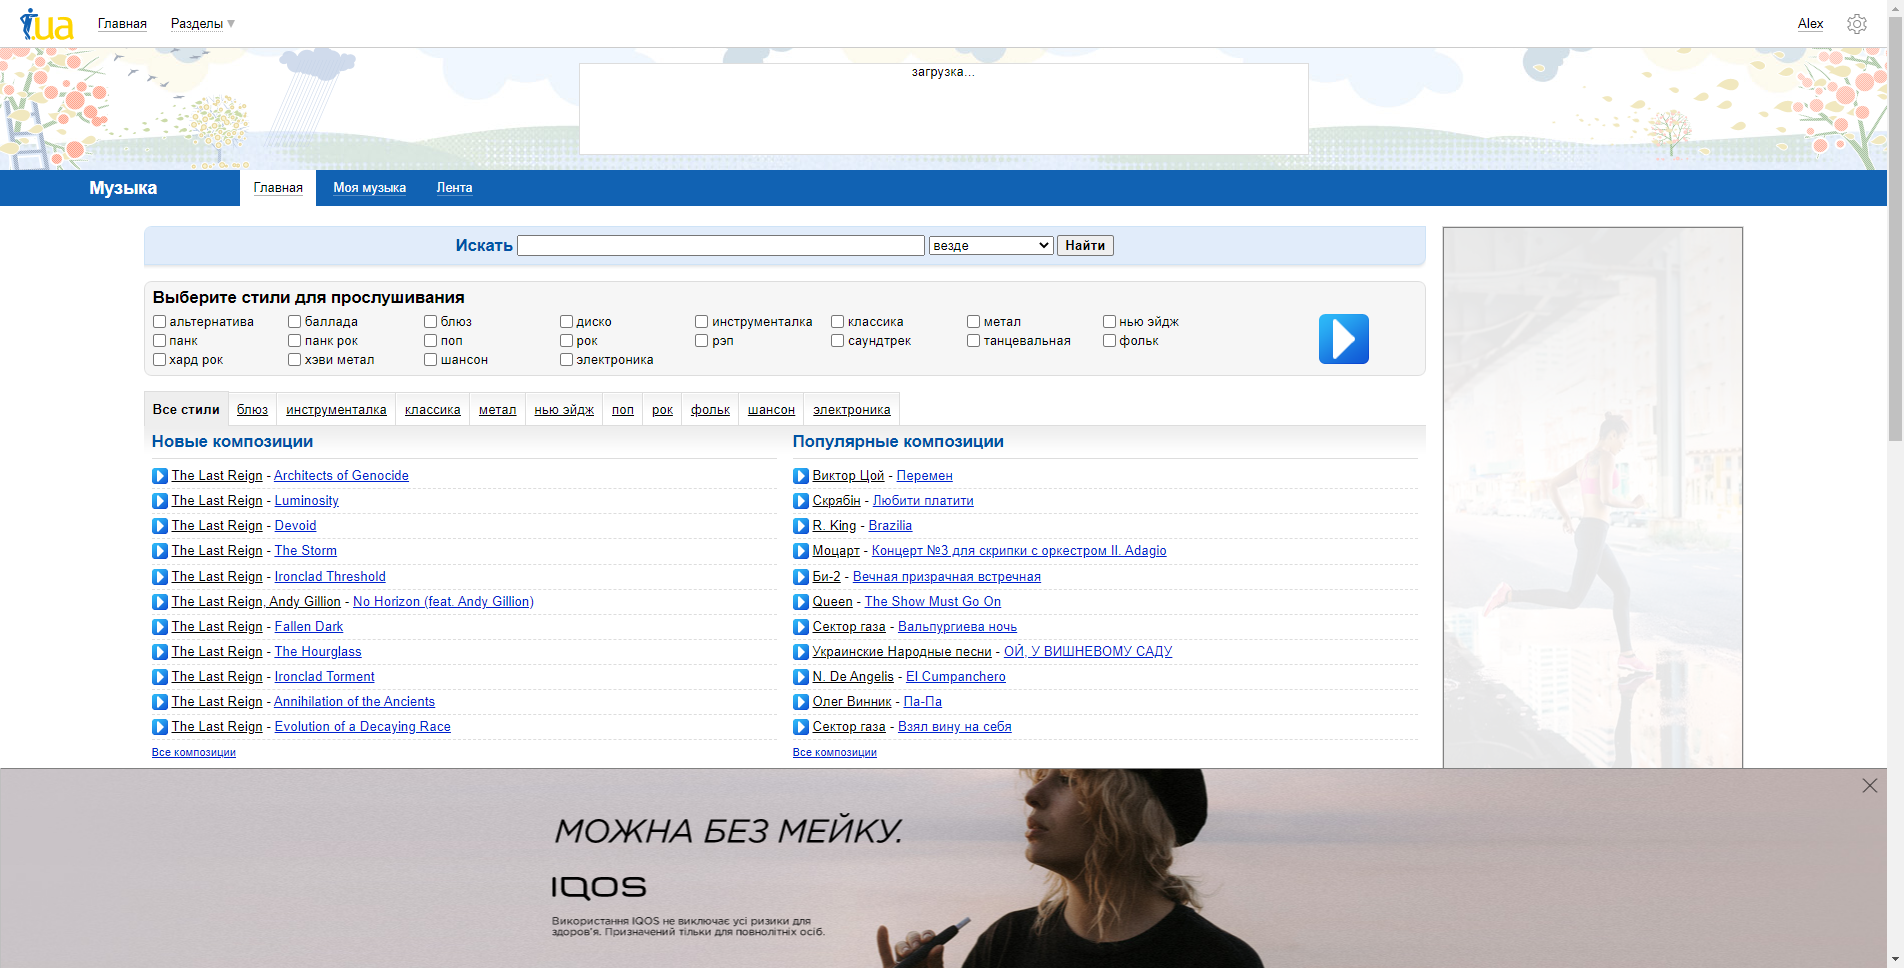 i.ua
Главная
Разделы
Alex
загрузка...
Музыка
Главная
Моя музыка
Лента
Искать
везде
Найти
Выберите стили для прослушивания
альтернатива баллада блюз диско инструменталка классика метал нью эйдж
панк панк рок поп рок рэп саундтрек танцевальная фольк
хард рок хэви метал шансон электроника
Все стили блюз инструменталка классика метал нью эйдж поп рок фольк шансон электроника
Новые композиции
The Last Reign - Architects of Genocide
The Last Reign - Luminosity
The Last Reign - Devoid
The Last Reign - The Storm
The Last Reign - Ironclad Threshold
The Last Reign, Andy Gillion - No Horizon (feat. Andy Gillion)
The Last Reign - Fallen Dark
The Last Reign - The Hourglass
The Last Reign - Ironclad Torment
The Last Reign - Annihilation of the Ancients
The Last Reign - Evolution of a Decaying Race
Все композиции
Популярные композиции
Виктор Цой - Перемен
Скрябін - Любити платити
R. King - Brazilia
Моцарт - Концерт №3 для скрипки с оркестром II. Adagio
Би-2 - Вечная призрачная встречная
Queen - The Show Must Go On
Сектор газа - Вальпургиева ночь
Украинские Народные песни - ОЙ, У ВИШНЕВОМУ САДУ
N. De Angelis - El Cumpanchero
Олег Винник - Па-Па
Сектор газа - Взял вину на себя
Все композиции
МОЖНА БЕЗ МЕЙКУ.
IQOS
Використання IQOS не виключає усі ризики для
здоров'я. Призначений тільки для повнолітніх осіб.